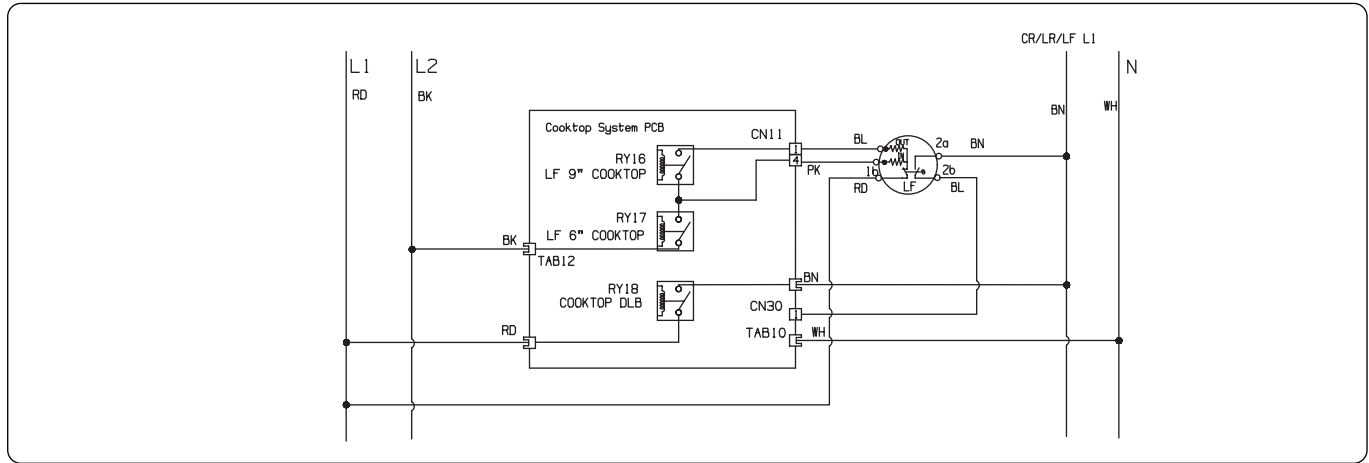 CR/LR/LF L1
L1
L2
N
RD
BK
BN
WH
Cooktop System PCB
CN11
RY16
LF 9" COOKTOP
1
4
BL
PK
OUT
IN
2a
BN
1b
2b
RD
LF
BL
RY17
LF 6" COOKTOP
BK
TAB12
RY18
COOKTOP DLB
BN
CN30
1
RD
TAB10
WH